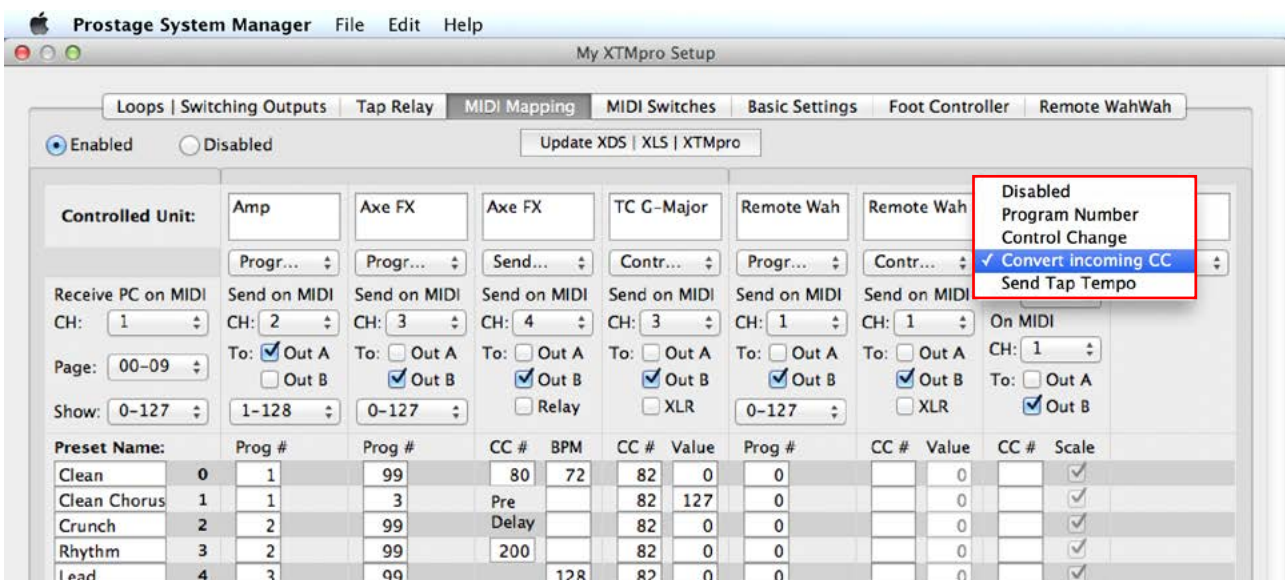 Prostage System Manager File Edit Help
My XTMpro Setup
Loops | Switching Outputs Tap Relay MIDI Mapping MIDI Switches Basic Settings Foot Controller Remote WahWah
Enabled Disabled Update XDS | XLS | XTMpro
Disabled
Program Number
Control Change
✓ Convert incoming CC
Send Tap Tempo
Controlled Unit: Amp Axe FX Axe FX TC G-Major Remote Wah Remote Wah
Progr... Progr... Send... Contr... Progr... Contr...
Receive PC on MIDI Send on MIDI Send on MIDI Send on MIDI Send on MIDI Send on MIDI Send on MIDI
On MIDI
CH: 1 CH: 2 CH: 3 CH: 4 CH: 3 CH: 1 CH: 1 CH: 1
To: Out A To: Out A To: Out A To: Out A To: Out A To: Out A To: Out A
Page: 00-09 Out B Out B Out B Out B Out B Out B Out B
Show: 0-127 1-128 0-127 Relay XLR 0-127 XLR
Preset Name: Prog # Prog # CC # BPM CC # Value Prog # CC # Value CC # Scale
Clean 0 1 99 80 72 82 0 0 0
Clean Chorus 1 1 3 Pre 82 127 0 0
Crunch 2 2 99 Delay 82 0 0 0
Rhythm 3 2 99 200 82 0 0 0
Lead 4 3 99 128 82 0 0 0